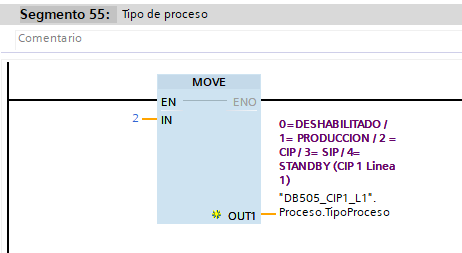 Segmento 55: Tipo de proceso
Comentario
MOVE
EN ENO
2 IN
0=DESHABILITADO /
1= PRODUCCION / 2 =
CIP / 3= SIP / 4=
STANDBY (CIP 1 Linea
1)
"DB505_CIP1_L1".
OUT1 Proceso.TipoProceso